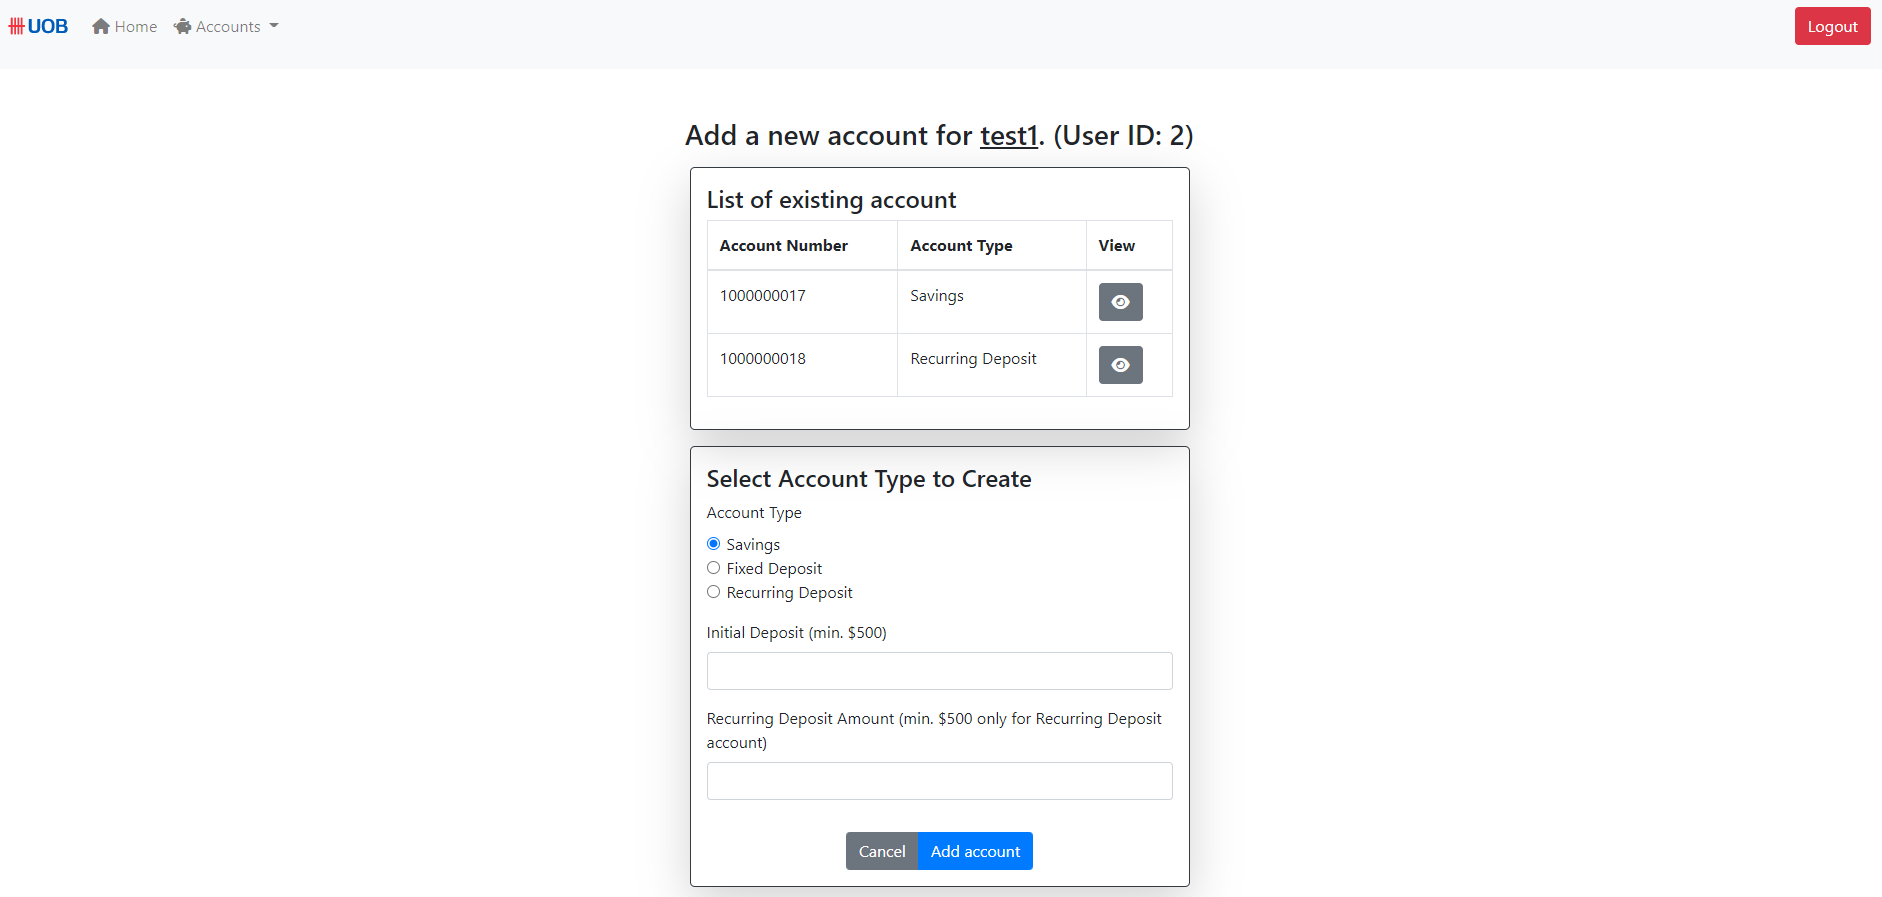 UOB Home Accounts Logout
Add a new account for test1. (User ID: 2)
List of existing account
Account Number Account Type View
1000000017 Savings
1000000018 Recurring Deposit
Select Account Type to Create
Account Type
Savings
Fixed Deposit
Recurring Deposit
Initial Deposit (min. $500)
Recurring Deposit Amount (min. $500 only for Recurring Deposit
account)
Cancel Add account